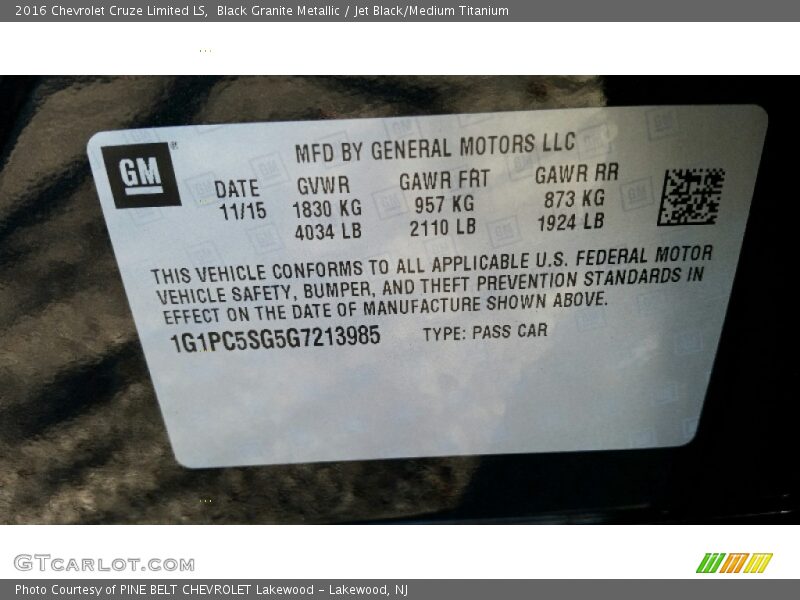 2016 Chevrolet Cruze Limited LS,  Black Granite Metallic / Jet Black/Medium Titanium
GM ®
MFD BY GENERAL MOTORS LLC
DATE GVWR GAWR FRT GAWR RR
11/15 1830 KG 957 KG 873 KG
4034 LB 2110 LB 1924 LB
THIS VEHICLE CONFORMS TO ALL APPLICABLE U.S. FEDERAL MOTOR
VEHICLE SAFETY, BUMPER, AND THEFT PREVENTION STANDARDS IN
EFFECT ON THE DATE OF MANUFACTURE SHOWN ABOVE.
1G1PC5SG5G7213985 TYPE: PASS CAR
GTCARLOT.COM
Photo Courtesy of PINE BELT CHEVROLET Lakewood - Lakewood, NJ